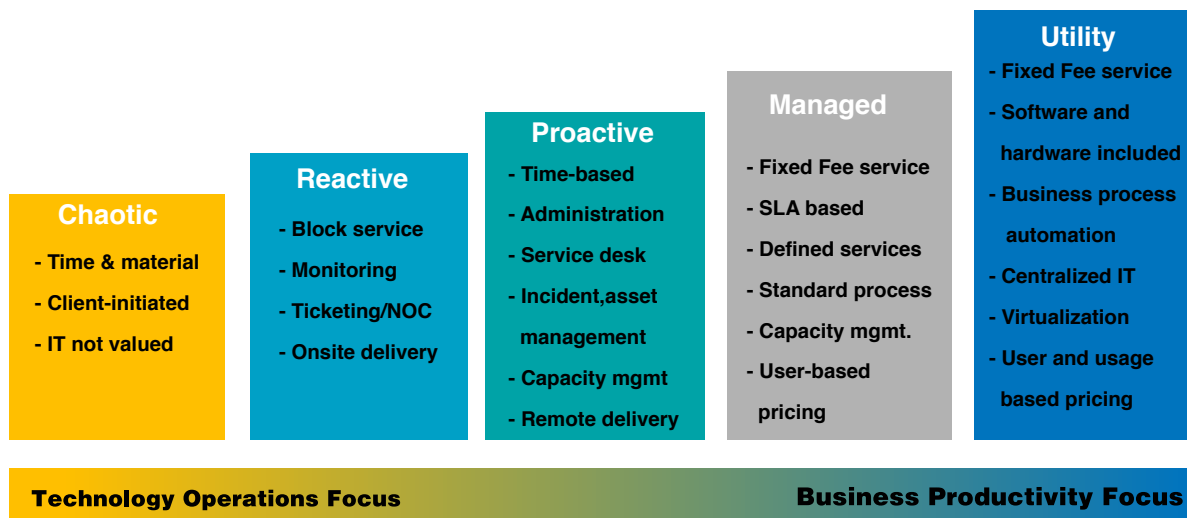 Chaotic
- Time & material
- Client-initiated
- IT not valued
Reactive
- Block service
- Monitoring
- Ticketing/NOC
- Onsite delivery
Proactive
- Time-based
- Administration
- Service desk
- Incident,asset
management
- Capacity mgmt
- Remote delivery
Managed
- Fixed Fee service
- SLA based
- Defined services
- Standard process
- Capacity mgmt.
- User-based
pricing
Utility
- Fixed Fee service
- Software and
hardware included
- Business process
automation
- Centralized IT
- Virtualization
- User and usage
based pricing
Technology Operations Focus
Business Productivity Focus